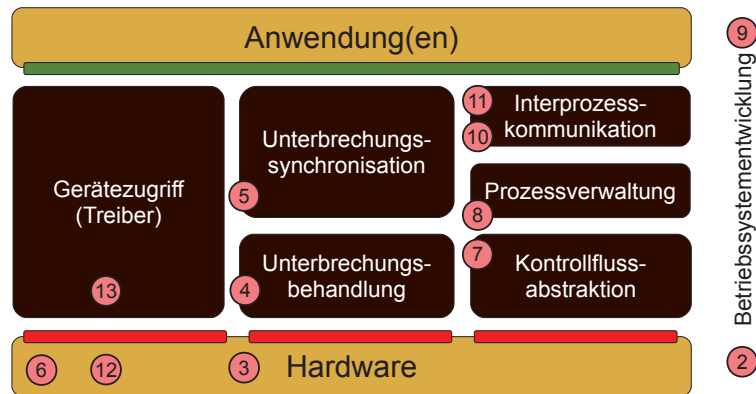 Anwendung(en)
9
Gerätezugriff
(Treiber)
13
Unterbrechungs-
synchronisation
5
Unterbrechungs-
behandlung
4
11
Interprozess-
kommunikation
10
Prozessverwaltung
8
7
Kontrollfluss-
abstraktion
Betriebssystementwicklung
6
12
3
Hardware
2